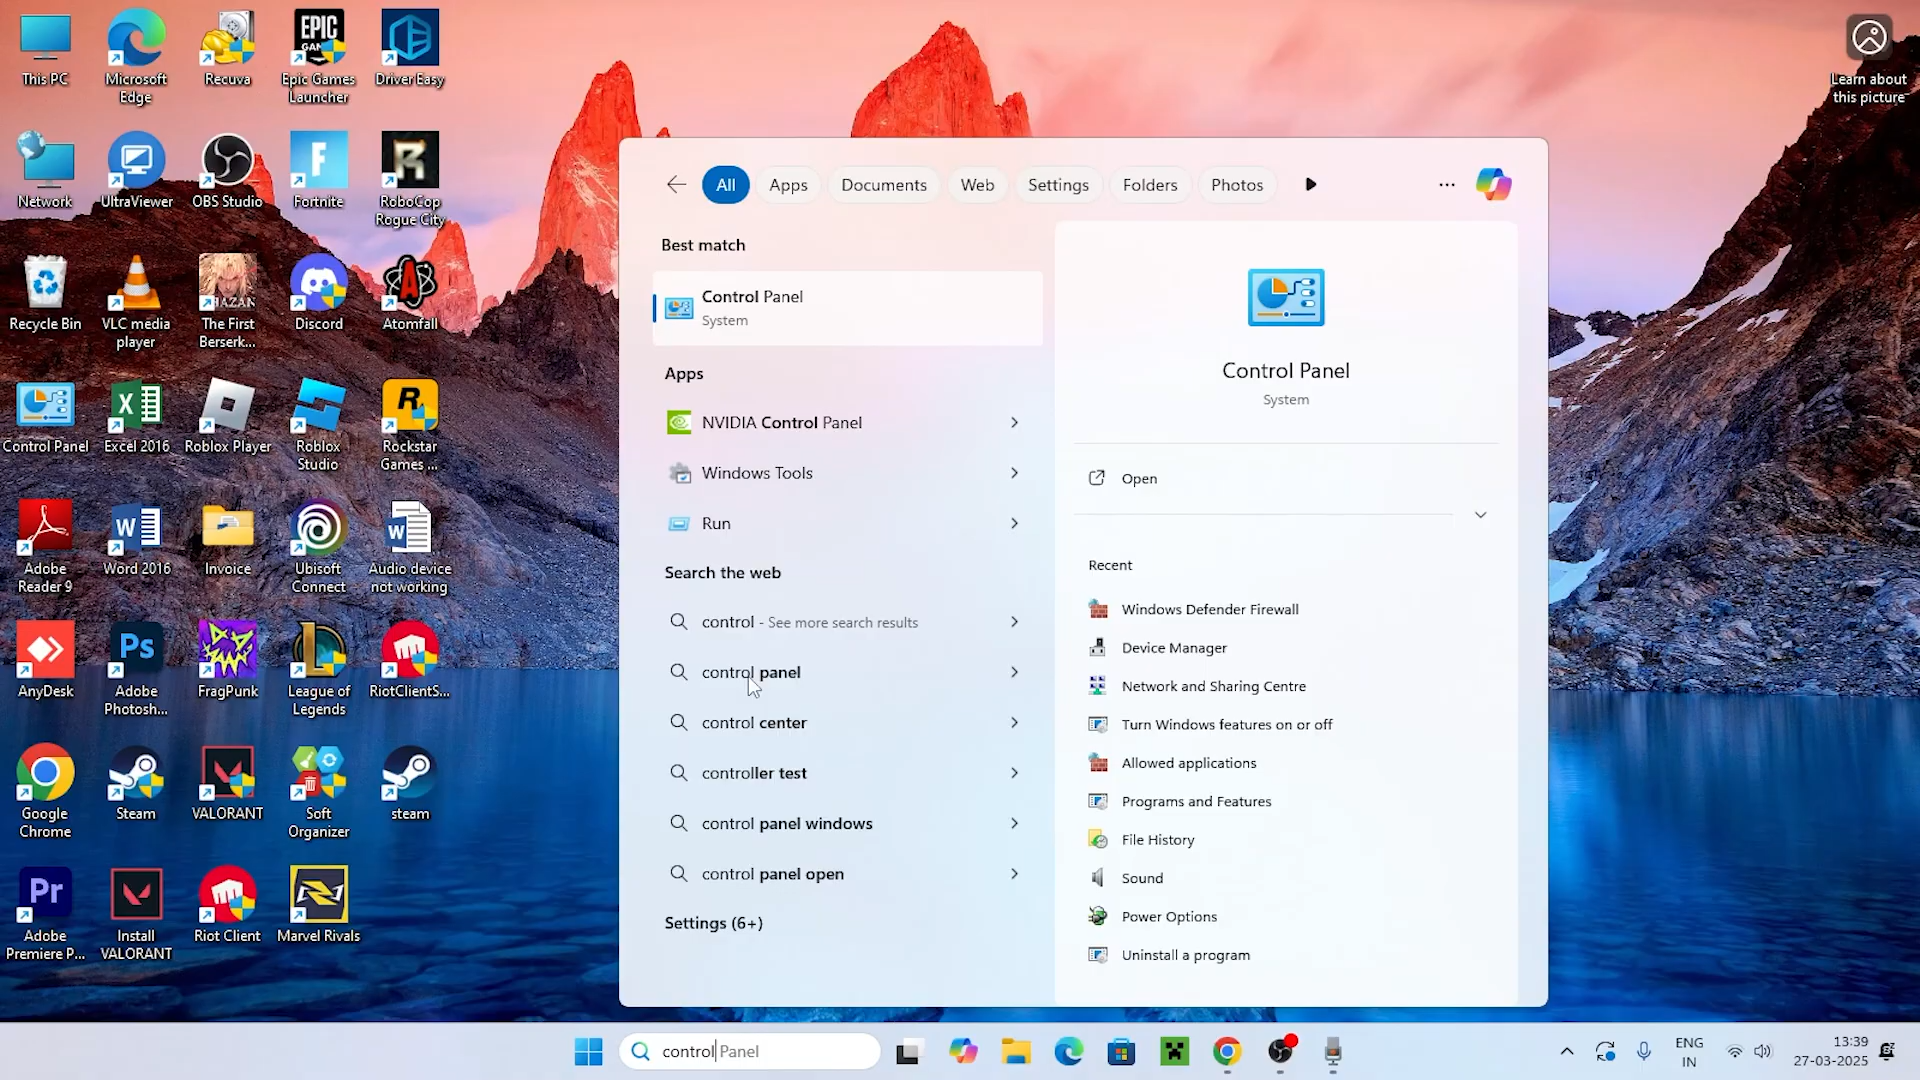 This PC
Microsoft
Edge
Recuva
EPIC
GAMES
Epic Games
Launcher
Driver Easy
Network
UltraViewer
OBS Studio
Fortnite
RoboCop
Rogue City
Recycle Bin
VLC media
player
KHAZAN
The First
Berserk...
Discord
Atomfall
Control Panel
Excel 2016
Roblox Player
Roblox
Studio
Rockstar
Games ...
Adobe
Reader 9
Word 2016
Invoice
Ubisoft
Connect
Audio device
not working
AnyDesk
Ps
Adobe
Photosh...
FragPunk
League of
Legends
RiotClientS...
Google
Chrome
Steam
VALORANT
Soft
Organizer
steam
Pr
Adobe
Premiere P...
Install
VALORANT
Riot Client
Marvel Rivals
Learn about
this picture
All
Apps
Documents
Web
Settings
Folders
Photos
Best match
Control Panel
System
Apps
NVIDIA Control Panel
Windows Tools
Run
Search the web
control - See more search results
control panel
control center
controller test
control panel windows
control panel open
Settings (6+)
Control Panel
System
Open
Recent
Windows Defender Firewall
Device Manager
Network and Sharing Centre
Turn Windows features on or off
Allowed applications
Programs and Features
File History
Sound
Power Options
Uninstall a program
control Panel
ENG
IN
13:39
27-03-2025